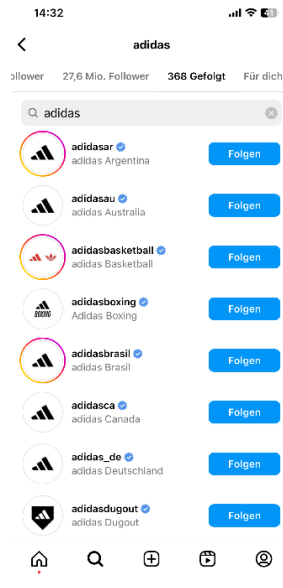 14:32
41
adidas
ollower 27,6 Mio. Follower 368 Gefolgt Für dich
adidas
adidasar
adidas Argentina
Folgen
adidasau
adidas Australia
Folgen
adidasbasketball
adidas Basketball
Folgen
BOXING
adidasboxing
Adidas Boxing
Folgen
adidasbrasil
adidas Brasil
Folgen
adidasca
adidas Canada
Folgen
adidas_de
adidas Deutschland
Folgen
adidasdugout
adidas Dugout
Folgen